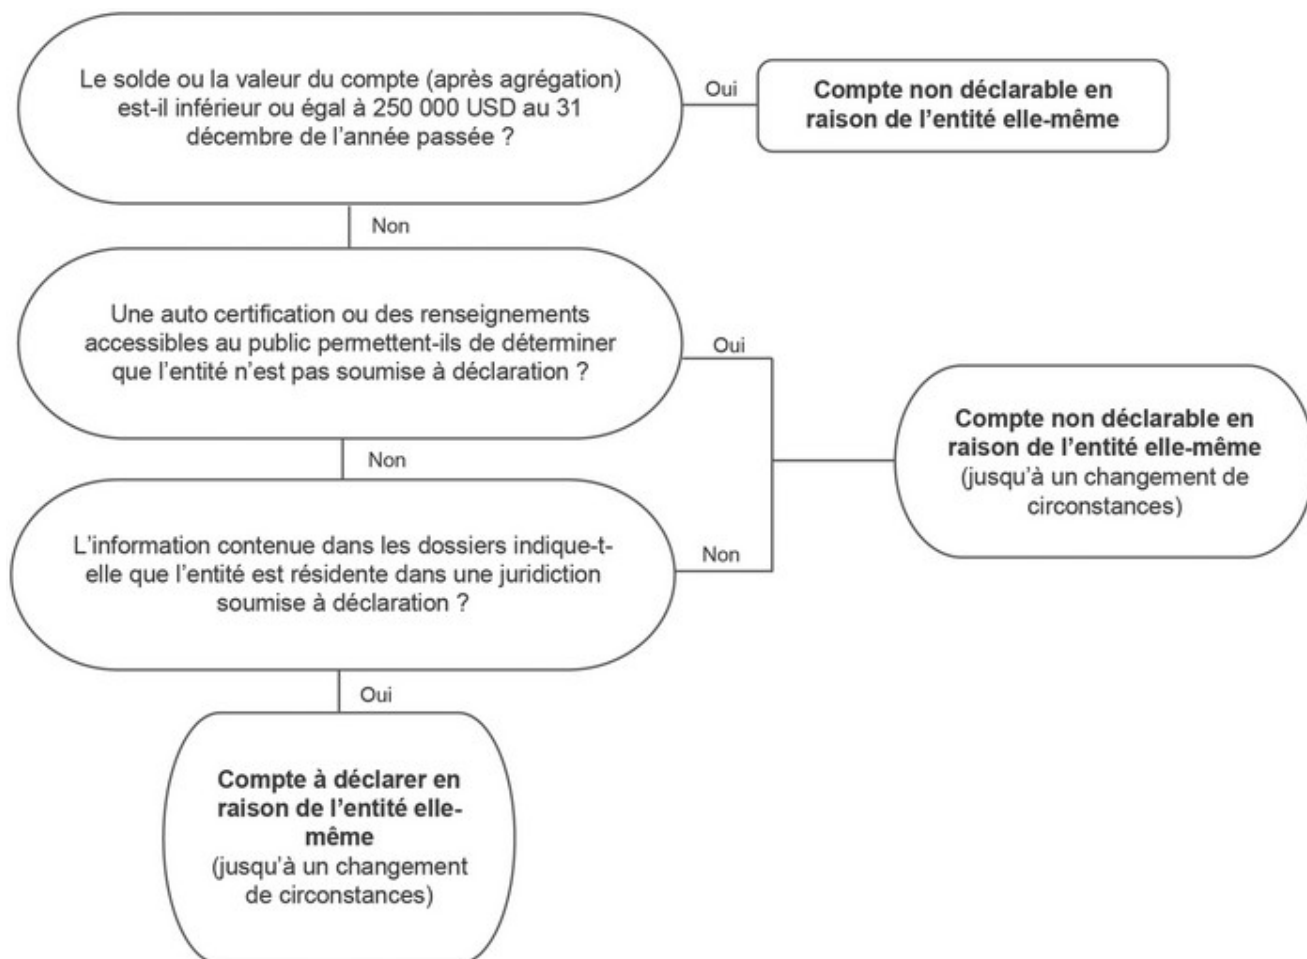 Le solde ou la valeur du compte (après agrégation)
est-il inférieur ou égal à 250 000 USD au 31
décembre de l'année passée ?
Oui
Compte non déclarable en
raison de l'entité elle-même
Non
Une auto certification ou des renseignements
accessibles au public permettent-ils de déterminer
que l'entité n'est pas soumise à déclaration ?
Oui
Compte non déclarable en
raison de l'entité elle-même
(jusqu'à un changement de
circonstances)
Non
L'information contenue dans les dossiers indique-t-
elle que l'entité est résidente dans une juridiction
soumise à déclaration ?
Non
Oui
Compte à déclarer en
raison de l'entité elle-
même
(jusqu'à un changement
de circonstances)